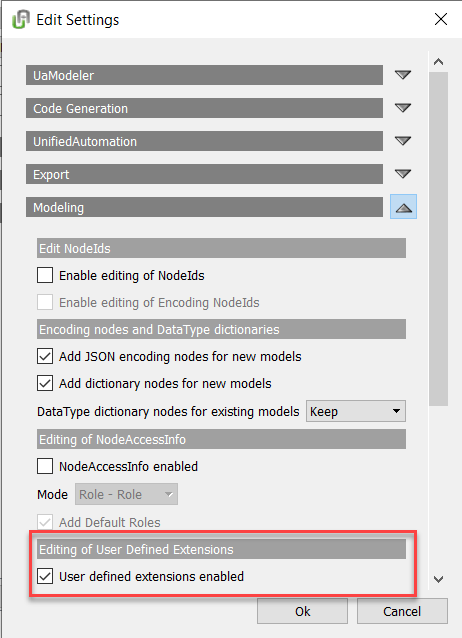 Edit Settings
UaModeler
Code Generation
UnifiedAutomation
Export
Modeling
Edit NodeIds
Enable editing of NodeIds
Enable editing of Encoding NodeIds
Encoding nodes and DataType dictionaries
Add JSON encoding nodes for new models
Add dictionary nodes for new models
DataType dictionary nodes for existing models Keep
Editing of NodeAccessInfo
NodeAccessInfo enabled
Mode Role - Role
Add Default Roles
Editing of User Defined Extensions
User defined extensions enabled
Ok Cancel